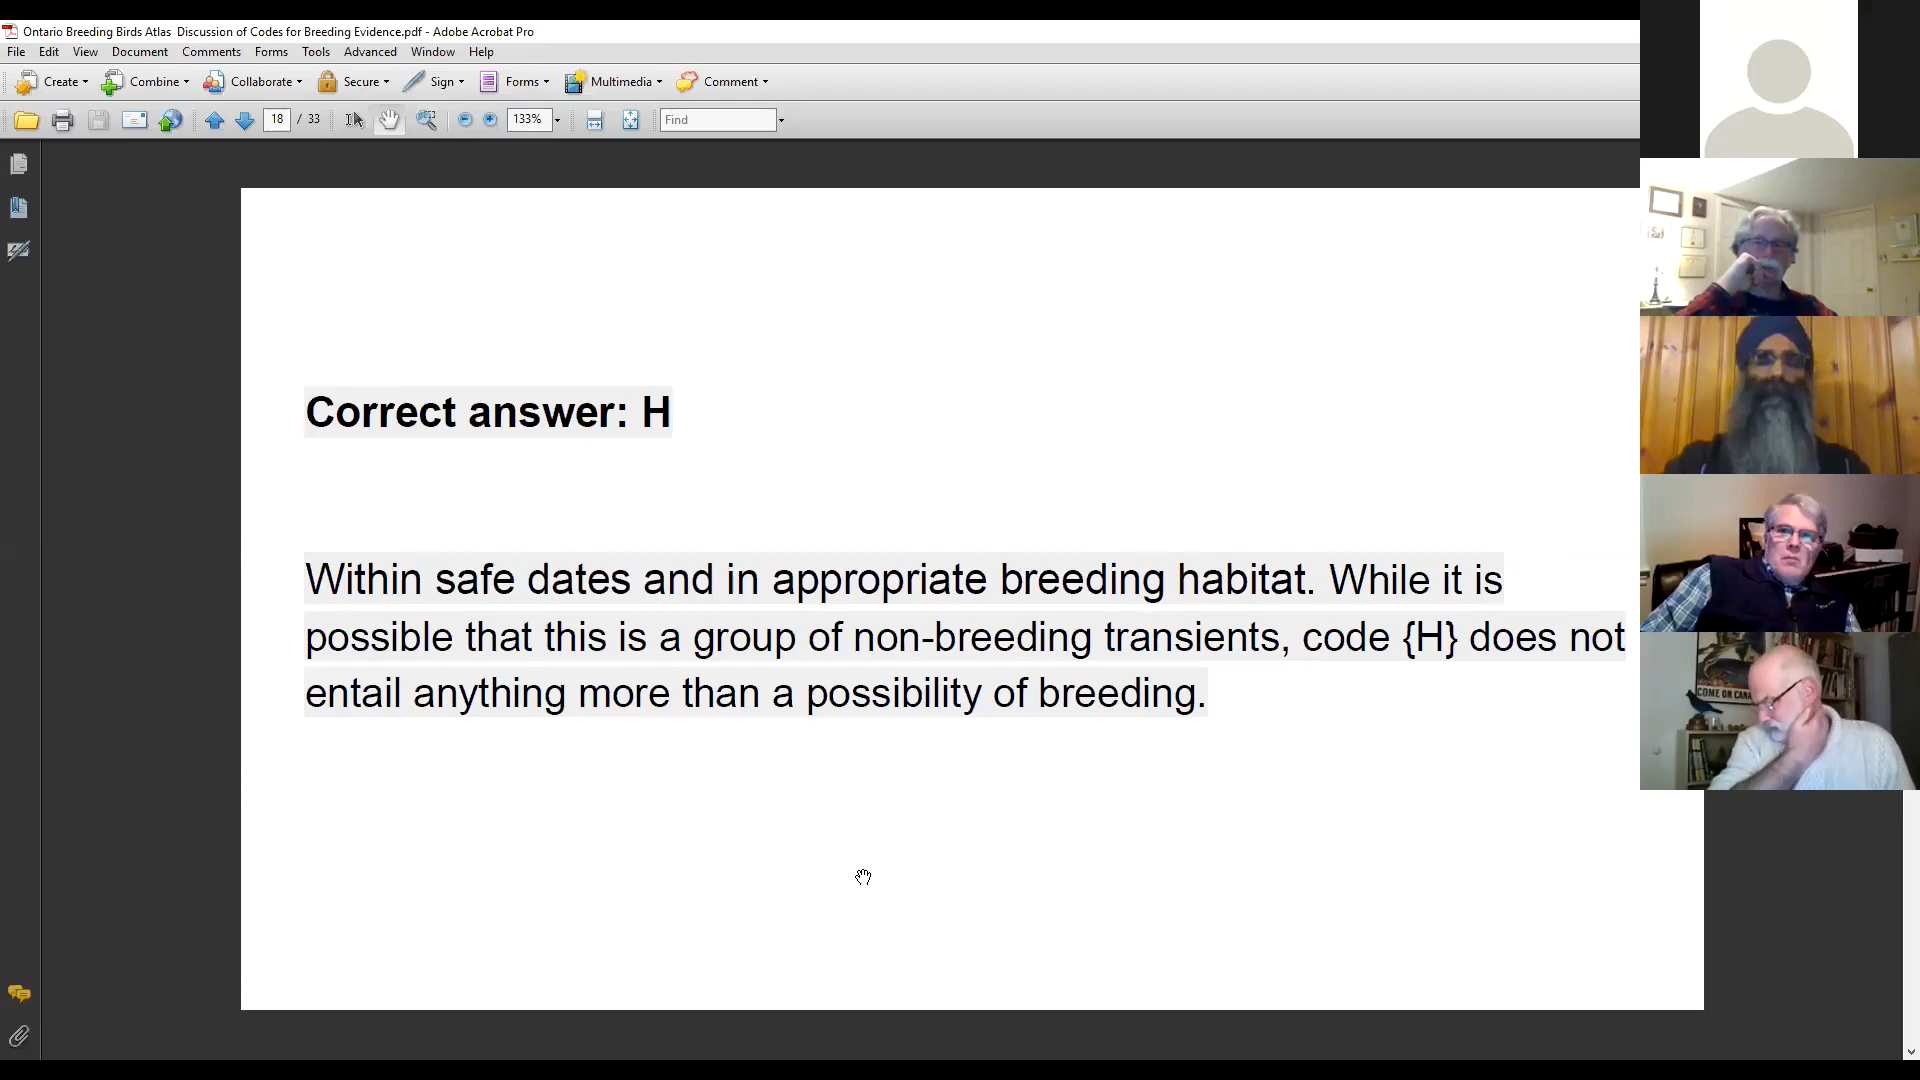 Ontario Breeding Birds Atlas  Discussion of Codes for Breeding Evidence.pdf - Adobe Acrobat Pro
File Edit View Document Comments Forms Tools Advanced Window Help
Create Combine Collaborate Secure Sign Forms Multimedia Comment
18 / 33 133% Find
Correct answer: H
Within safe dates and in appropriate breeding habitat. While it is
possible that this is a group of non-breeding transients, code {H} does not
entail anything more than a possibility of breeding.
COME ON CANA